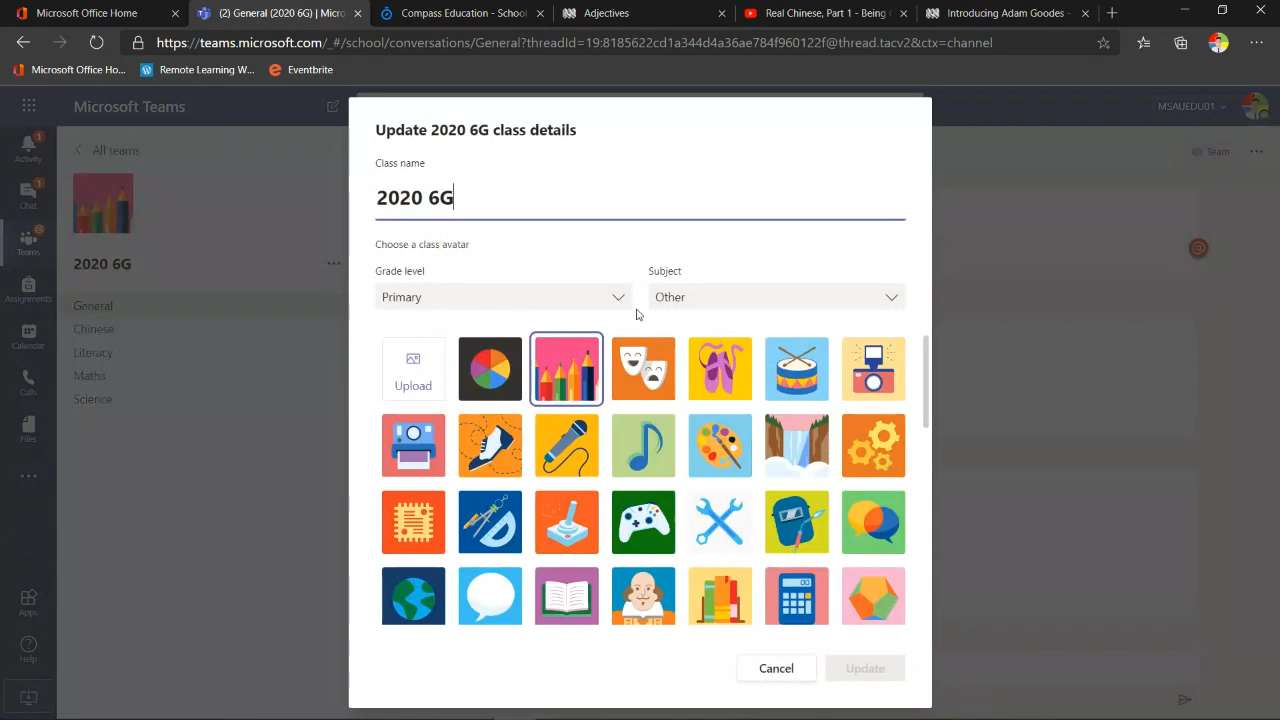 Microsoft Office Home
(2) General (2020 6G) | Micro
Compass Education - School
Adjectives
Real Chinese, Part 1 - Being
Introducing Adam Goodes -
https://teams.microsoft.com/_#/school/conversations/General?threadId=19:8185622cd1a344d4a36ae784f960122f@thread.tacv2&ctx=channel
Microsoft Office Ho...
Remote Learning W...
Eventbrite
Microsoft Teams
MSAUEDU01
Activity
Chat
Teams
Assignments
Calendar
Calls
Files
Apps
Help
All teams
2020 6G
General
Chinese
Literacy
Maths
Science
Team
Update 2020 6G class details
Class name
2020 6G
Choose a class avatar
Grade level
Subject
Primary
Other
Upload
Cancel
Update